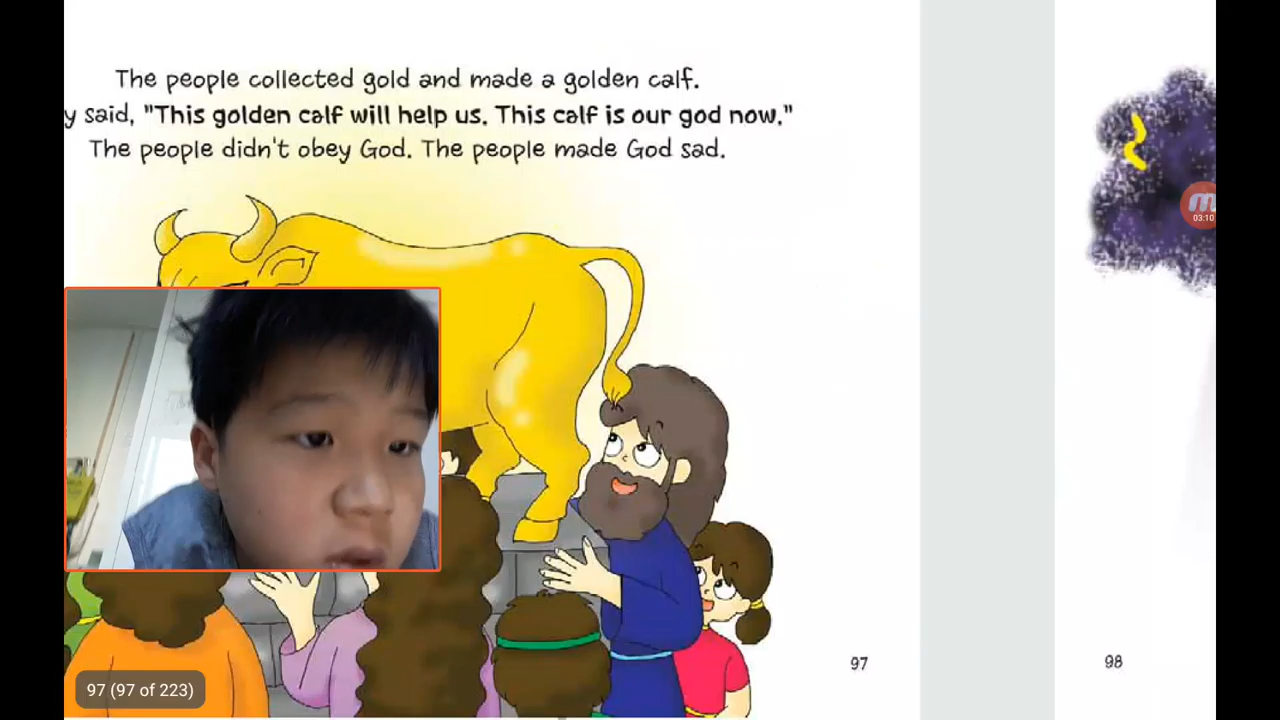 The people collected gold and made a golden calf.
y said, "This golden calf will help us. This calf is our god now."
The people didn't obey God. The people made God sad.
03:10
97
98
97 (97 of 223)